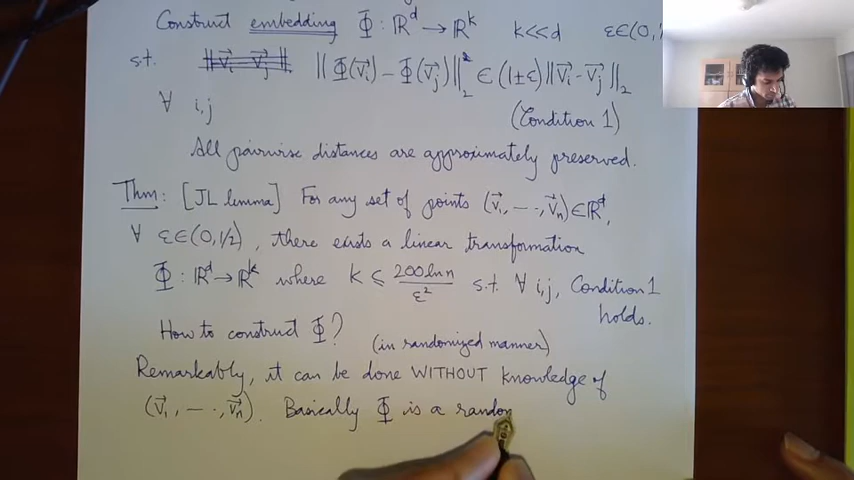 Construct embedding Φ : ℝ^d → ℝ^k k<<d ε∈(0,1
s.t. ‖Φ(v⃗_i) - Φ(v⃗_j)‖_2 ∈ (1±ε)‖v⃗_i - v⃗_j‖_2
∀ i,j (Condition 1)
All pairwise distances are approximately preserved.
Thm: [JL lemma] For any set of points (v⃗_1, -- ·, v⃗_n) ∈ ℝ^d,
∀ ε∈(0,1/2), there exists a linear transformation
Φ : ℝ^d → ℝ^k where k ≤ 200 ln n / ε^2 s.t. ∀ i,j, Condition 1
holds.
How to construct Φ? (in randomized manner)
Remarkably, it can be done WITHOUT knowledge of
(v⃗_1, -- ·, v⃗_n). Basically Φ is a random